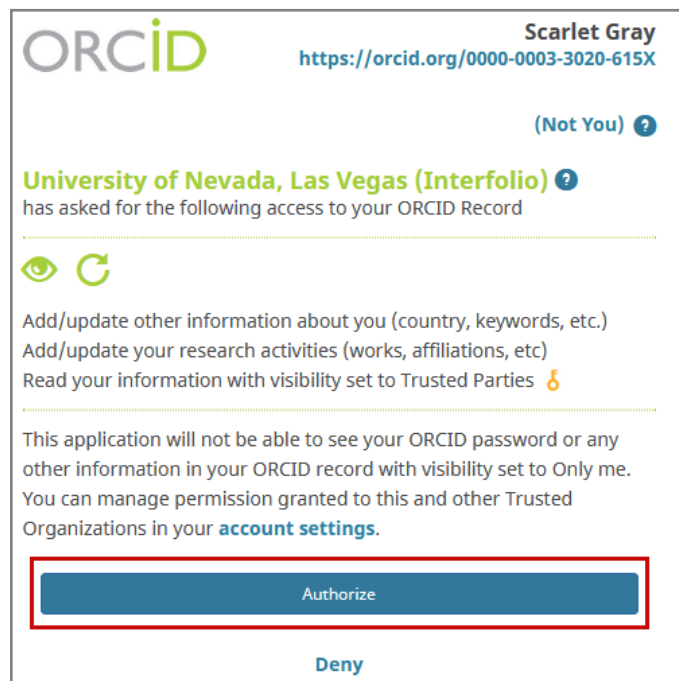 ORCiD
Scarlet Gray
https://orcid.org/0000-0003-3020-615X
(Not You) ?
University of Nevada, Las Vegas (Interfolio) ?
has asked for the following access to your ORCID Record
Add/update other information about you (country, keywords, etc.)
Add/update your research activities (works, affiliations, etc)
Read your information with visibility set to Trusted Parties
This application will not be able to see your ORCID password or any
other information in your ORCID record with visibility set to Only me.
You can manage permission granted to this and other Trusted
Organizations in your account settings.
Authorize
Deny